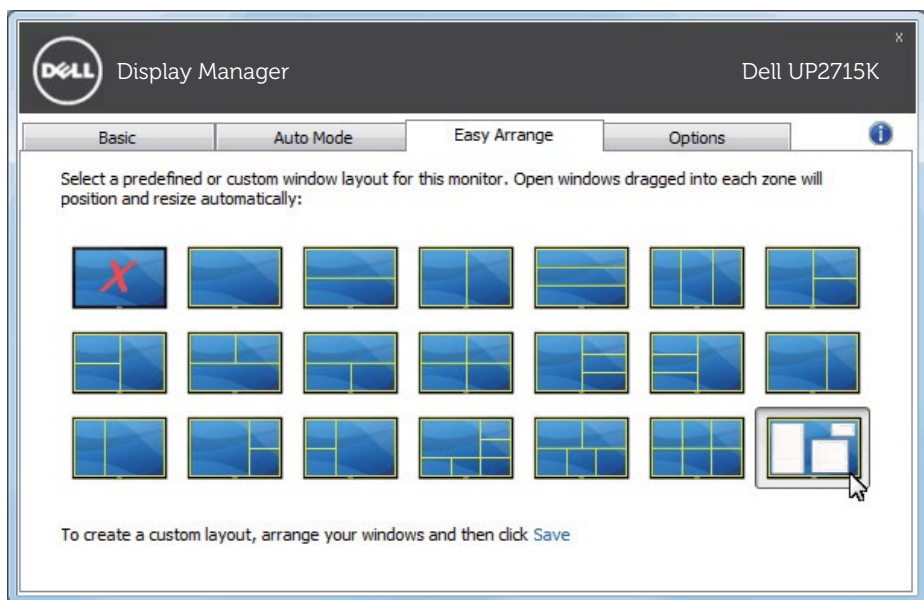 x
DELL Display Manager Dell UP2715K
Basic Auto Mode Easy Arrange Options i
Select a predefined or custom window layout for this monitor. Open windows dragged into each zone will
position and resize automatically:
X
To create a custom layout, arrange your windows and then click Save